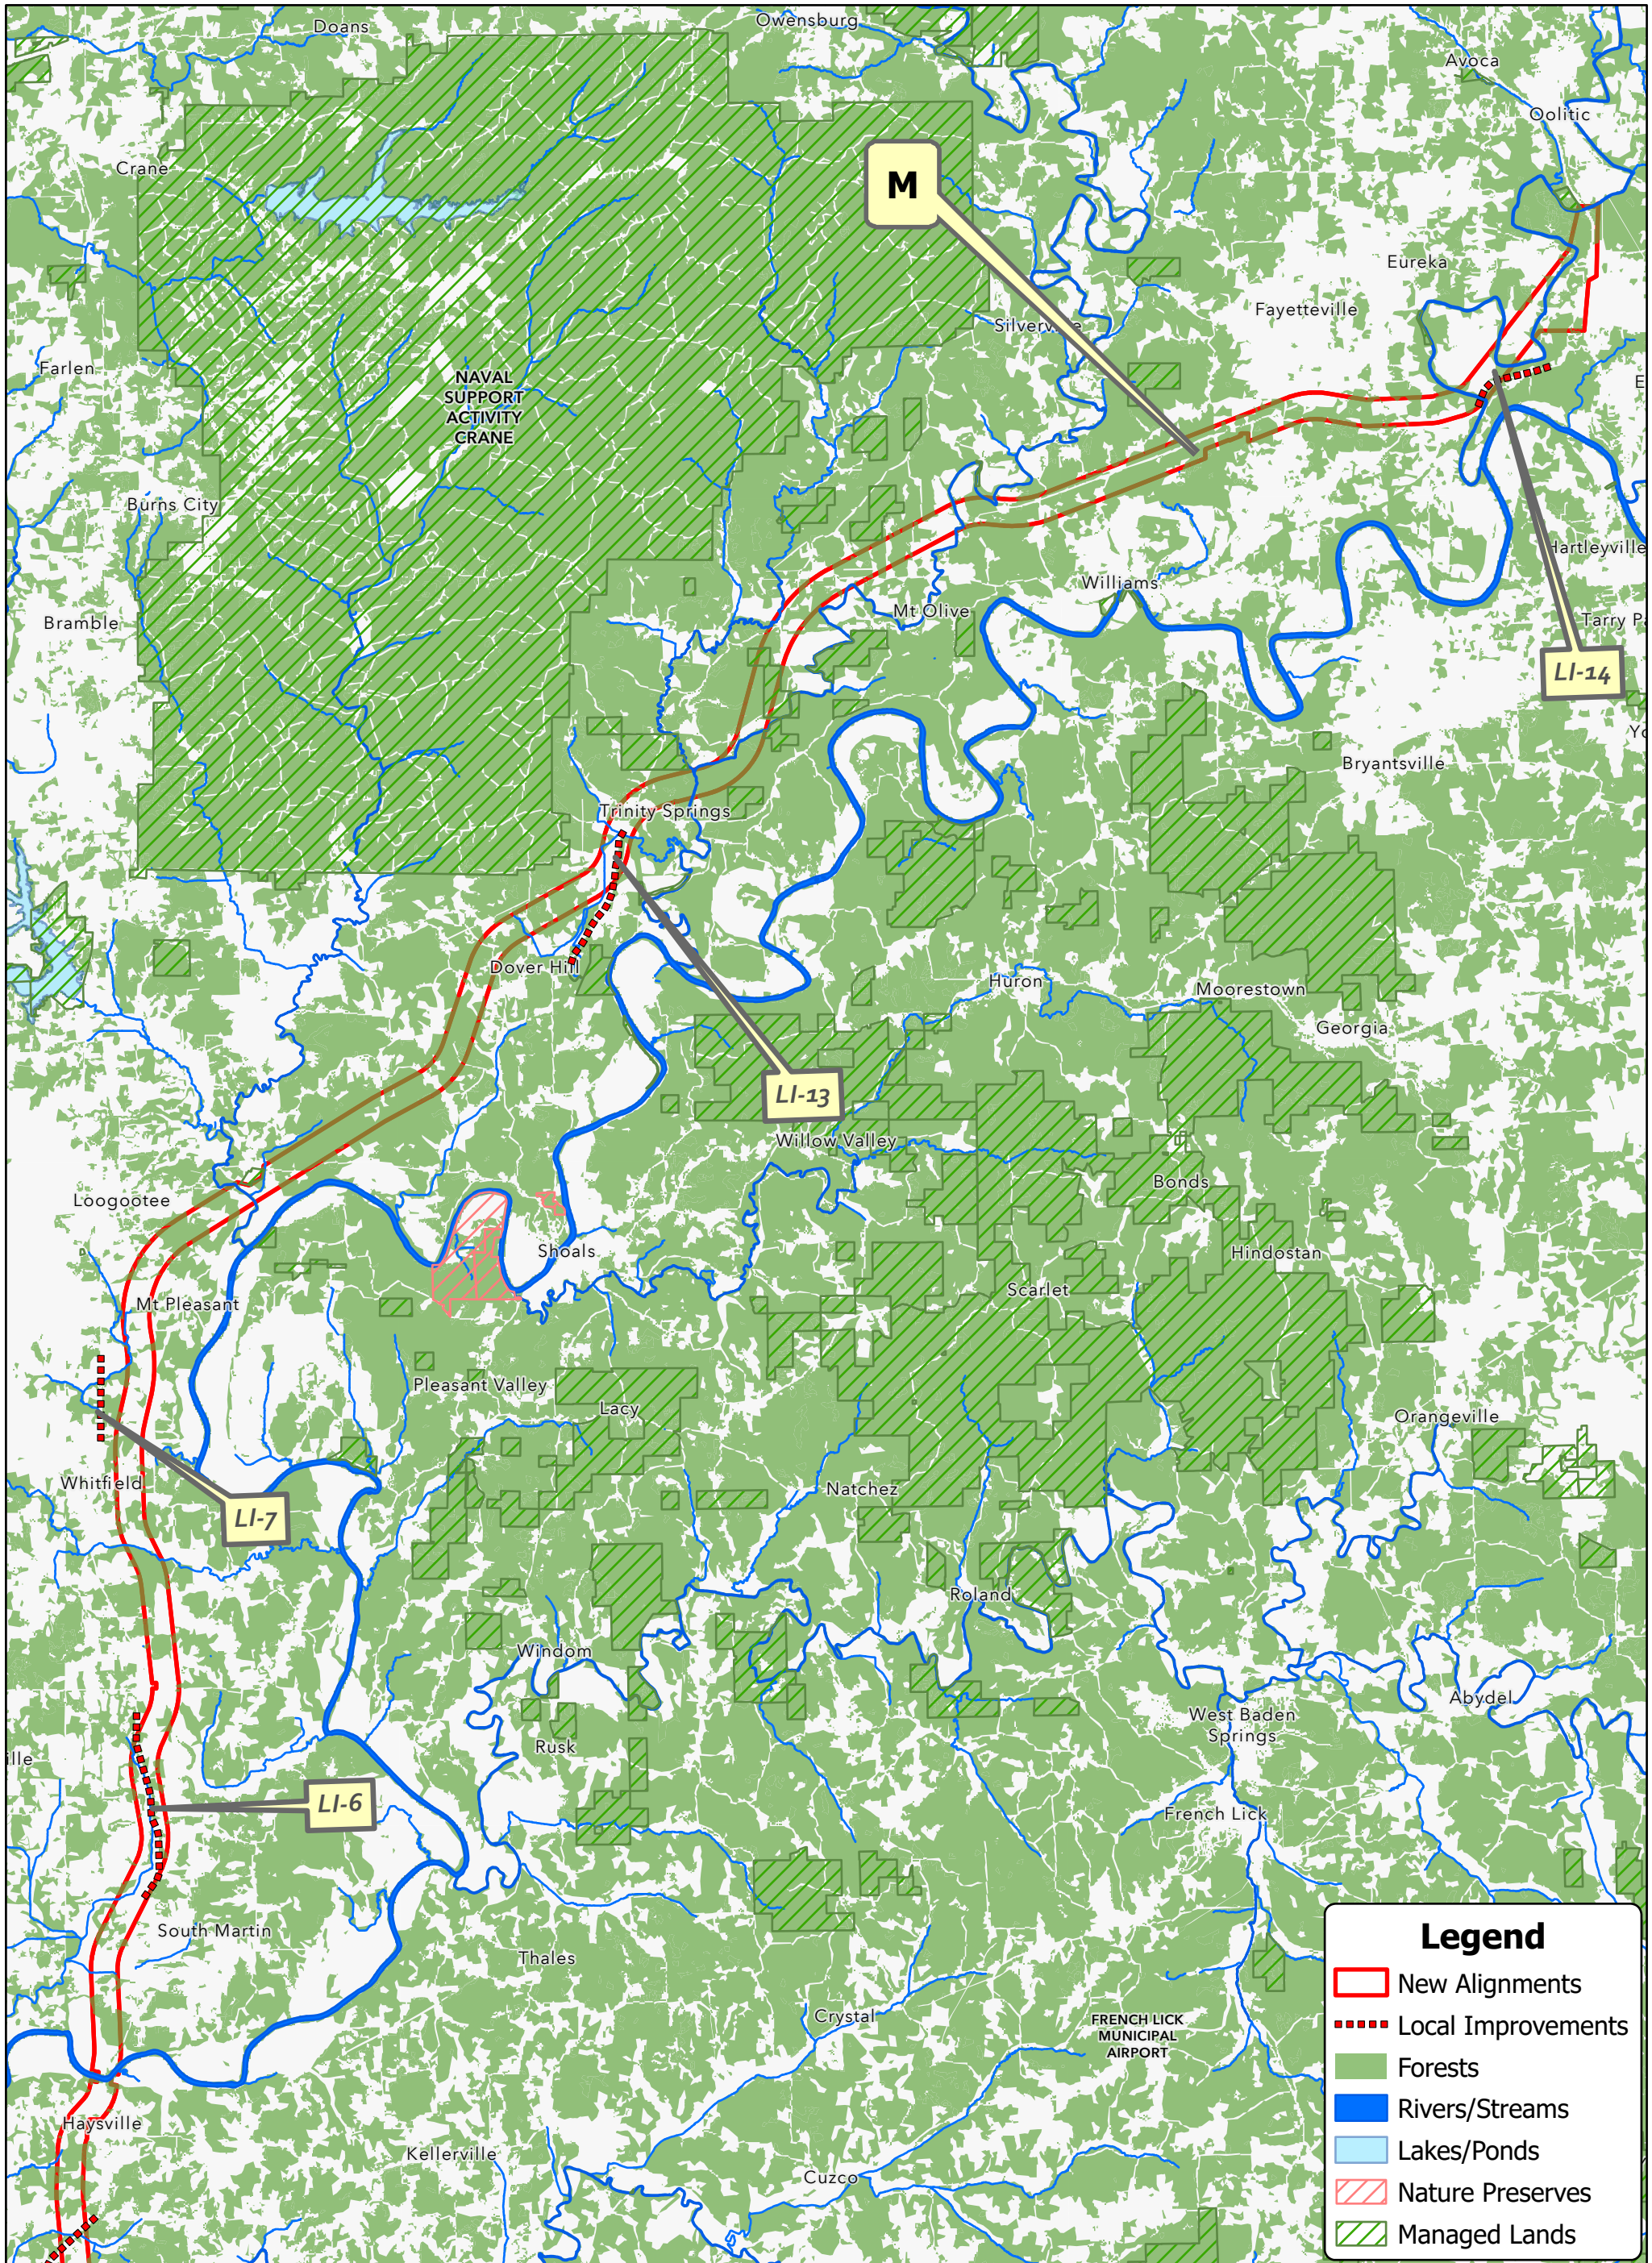 Doans
Owensburg
Avoca
Oolitic
Crane
M
Eureka
Fayetteville
Silverville
Farlen
NAVAL
SUPPORT
ACTIVITY
CRANE
Burns City
Hartleyville
Williams
Mt Olive
Bramble
Tarry Pa
LI-14
Yo
Bryantsville
Trinity Springs
Dover Hill
Huron
Moorestown
Georgia
LI-13
Willow Valley
Bonds
Loogootee
Shoals
Hindostan
Scarlet
Mt Pleasant
Pleasant Valley
Lacy
Orangeville
Whitfield
Natchez
LI-7
Roland
Windom
Abydel
West Baden
Springs
Rusk
ille
LI-6
French Lick
South Martin
Thales
Crystal
FRENCH LICK
MUNICIPAL
AIRPORT
Haysville
Kellerville
Cuzco
Legend
New Alignments
Local Improvements
Forests
Rivers/Streams
Lakes/Ponds
Nature Preserves
Managed Lands